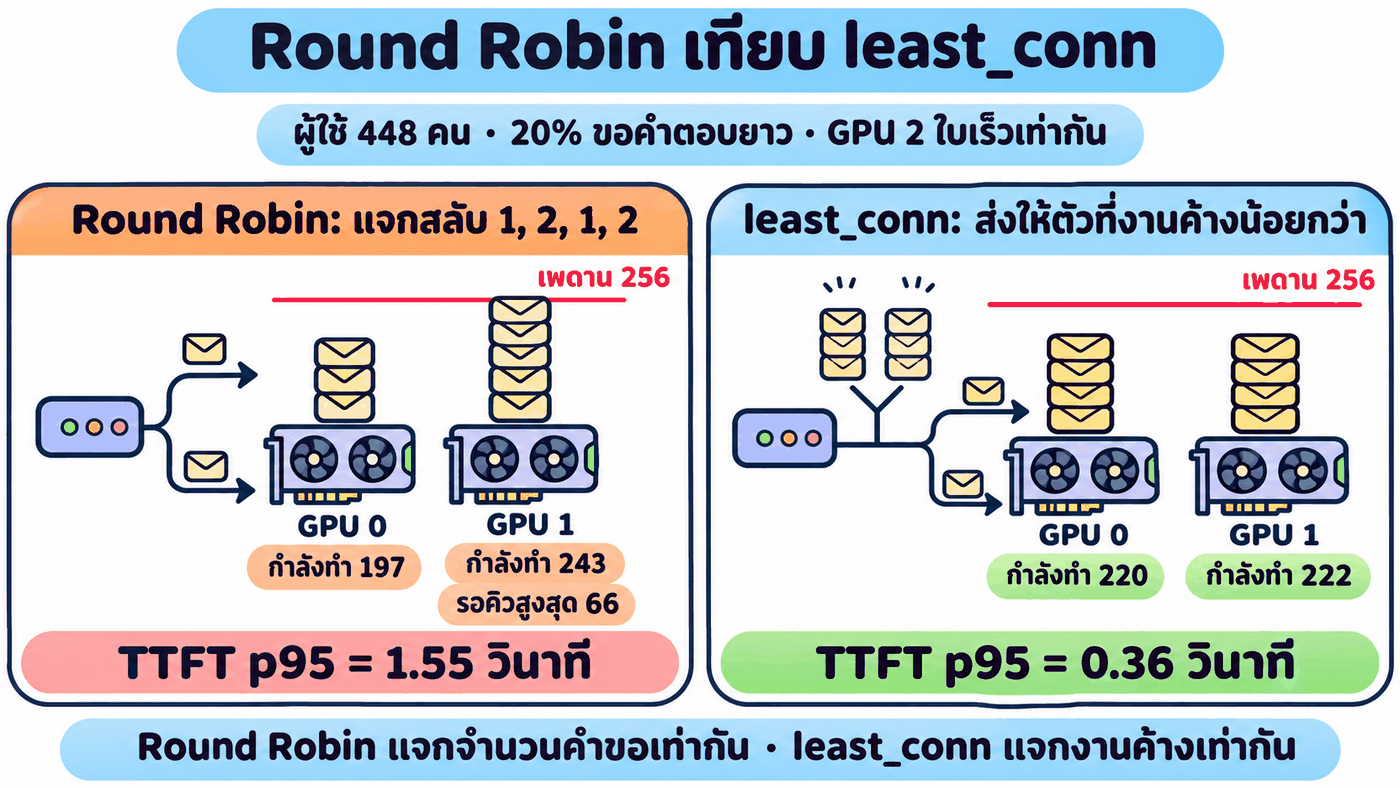 Round Robin เทียบ least_conn
ผู้ใช้ 448 คน • 20% ขอคำตอบยาว • GPU 2 ใบเร็วเท่ากัน
Round Robin: แจกสลับ 1, 2, 1, 2
เพดาน 256
GPU 0
กำลังทำ 197
GPU 1
กำลังทำ 243
รอคิวสูงสุด 66
TTFT p95 = 1.55 วินาที
least_conn: ส่งให้ตัวที่งานค้างน้อยกว่า
เพดาน 256
GPU 0
กำลังทำ 220
GPU 1
กำลังทำ 222
TTFT p95 = 0.36 วินาที
Round Robin แจกจำนวนคำขอเท่ากัน • least_conn แจกงานค้างเท่ากัน